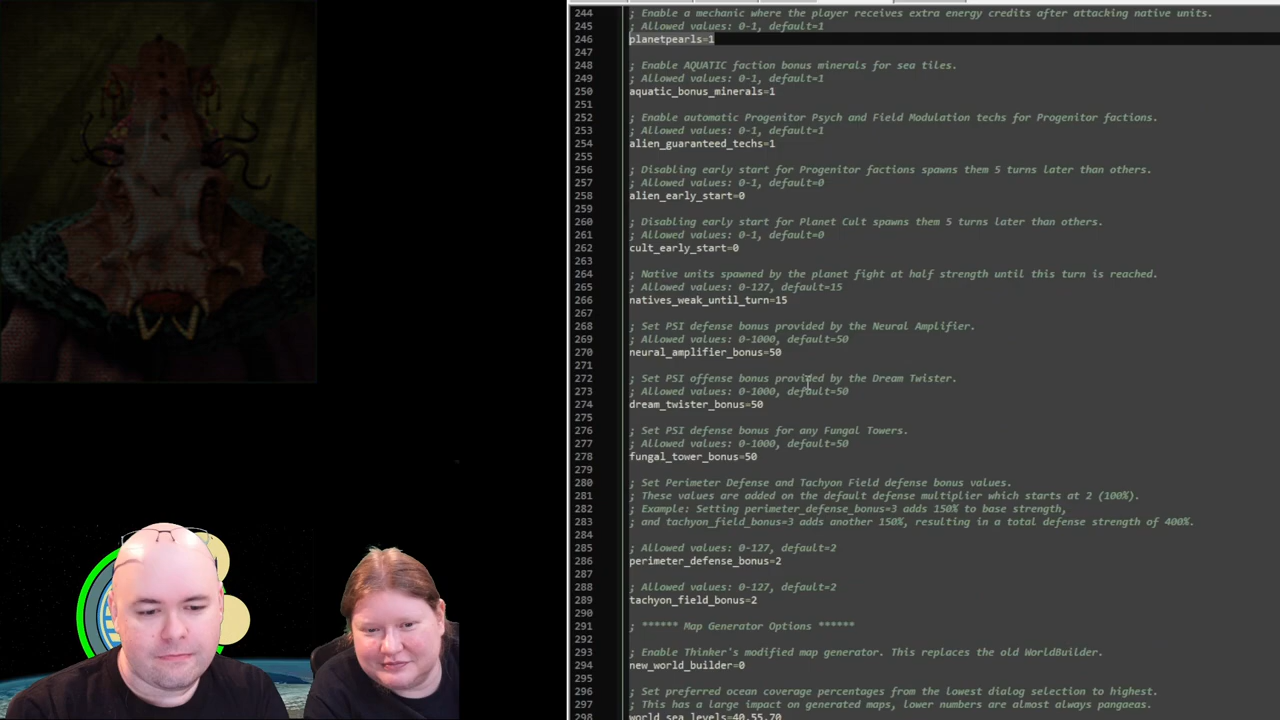 244 ; Enable a mechanic where the player receives extra energy credits after attacking native units.
245 ; Allowed values: 0-1, default=1
246 planetpearls=1
247
248 ; Enable AQUATIC faction bonus minerals for sea tiles.
249 ; Allowed values: 0-1, default=1
250 aquatic_bonus_minerals=1
251
252 ; Enable automatic Progenitor Psych and Field Modulation techs for Progenitor factions.
253 ; Allowed values: 0-1, default=1
254 alien_guaranteed_techs=1
255
256 ; Disabling early start for Progenitor factions spawns them 5 turns later than others.
257 ; Allowed values: 0-1, default=0
258 alien_early_start=0
259
260 ; Disabling early start for Planet Cult spawns them 5 turns later than others.
261 ; Allowed values: 0-1, default=0
262 cult_early_start=0
263
264 ; Native units spawned by the planet fight at half strength until this turn is reached.
265 ; Allowed values: 0-127, default=15
266 natives_weak_until_turn=15
267
268 ; Set PSI defense bonus provided by the Neural Amplifier.
269 ; Allowed values: 0-1000, default=50
270 neural_amplifier_bonus=50
271
272 ; Set PSI offense bonus provided by the Dream Twister.
273 ; Allowed values: 0-1000, default=50
274 dream_twister_bonus=50
275
276 ; Set PSI defense bonus for any Fungal Towers.
277 ; Allowed values: 0-1000, default=50
278 fungal_tower_bonus=50
279
280 ; Set Perimeter Defense and Tachyon Field defense bonus values.
281 ; These values are added on the default defense multiplier which starts at 2 (100%).
282 ; Example: Setting perimeter_defense_bonus=3 adds 150% to base strength,
283 ; and tachyon_field_bonus=3 adds another 150%, resulting in a total defense strength of 400%.
284
285 ; Allowed values: 0-127, default=2
286 perimeter_defense_bonus=2
287
288 ; Allowed values: 0-127, default=2
289 tachyon_field_bonus=2
290
291 ; ****** Map Generator Options ******
292
293 ; Enable Thinker's modified map generator. This replaces the old WorldBuilder.
294 new_world_builder=0
295
296 ; Set preferred ocean coverage percentages from the lowest dialog selection to highest.
297 ; This has a large impact on generated maps, lower numbers are almost always pangaeas.
298 world_sea_levels=40,55,70